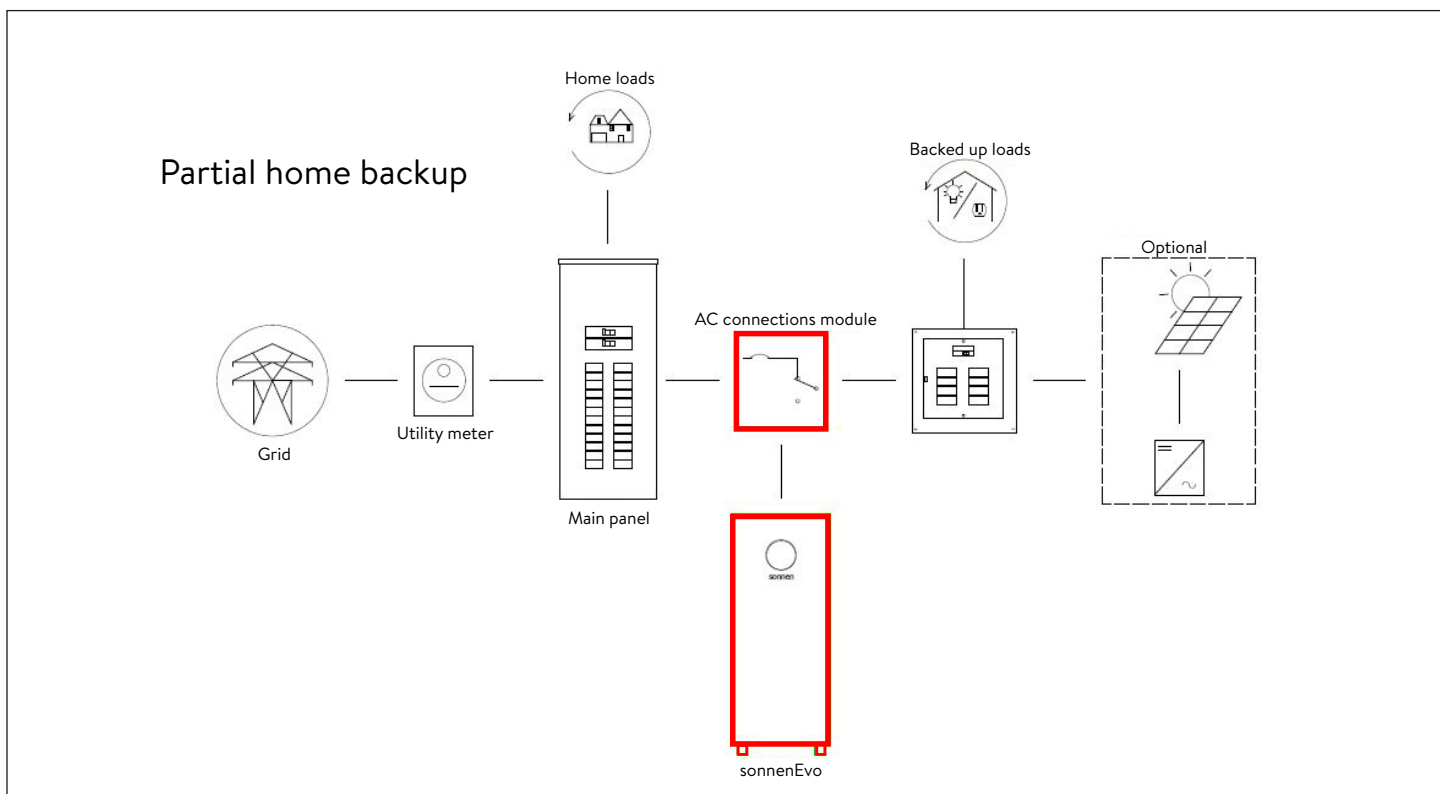 Home loads
Partial home backup
Backed up loads
Optional
AC connections module
Utility meter
Grid
Main panel
sonnen
sonnenEvo